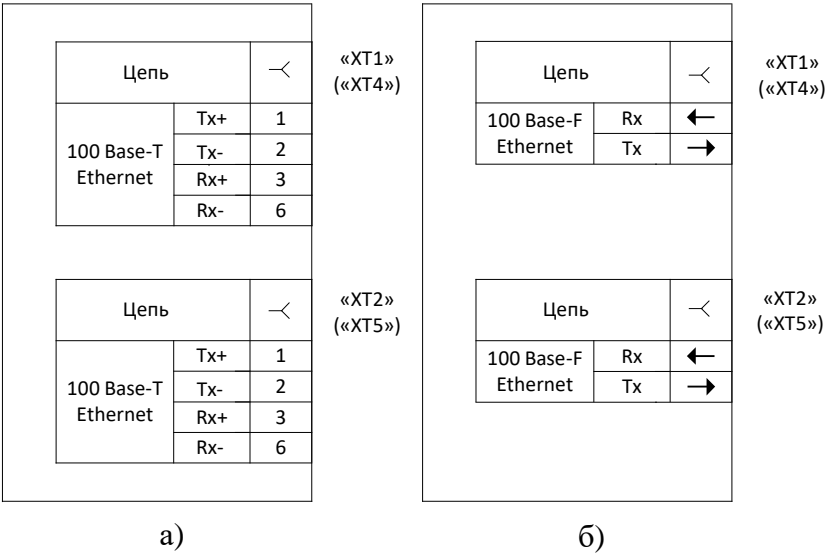 Цепь
«XT1»
(«XT4»)
100 Base-T
Ethernet
Tx+ 1
Tx- 2
Rx+ 3
Rx- 6
Цепь
«XT2»
(«XT5»)
100 Base-T
Ethernet
Tx+ 1
Tx- 2
Rx+ 3
Rx- 6
а)
Цепь
«XT1»
(«XT4»)
100 Base-F
Ethernet
Rx
Tx
Цепь
«XT2»
(«XT5»)
100 Base-F
Ethernet
Rx
Tx
б)